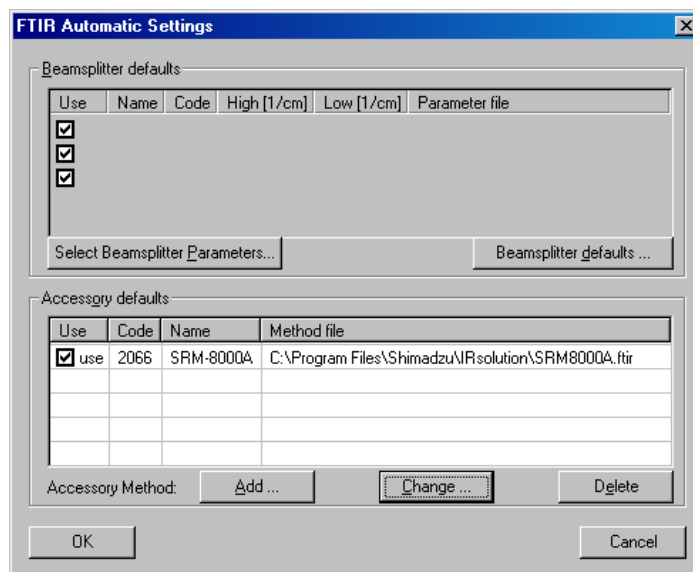 FTIR Automatic Settings
Beamsplitter defaults
Use Name Code High [1/cm] Low [1/cm] Parameter file
Select Beamsplitter Parameters...
Beamsplitter defaults ...
Accessory defaults
Use Code Name Method file
use 2066 SRM-8000A C:\Program Files\Shimadzu\IRsolution\SRM8000A.ftir
Accessory Method: Add ... Change ... Delete
OK Cancel